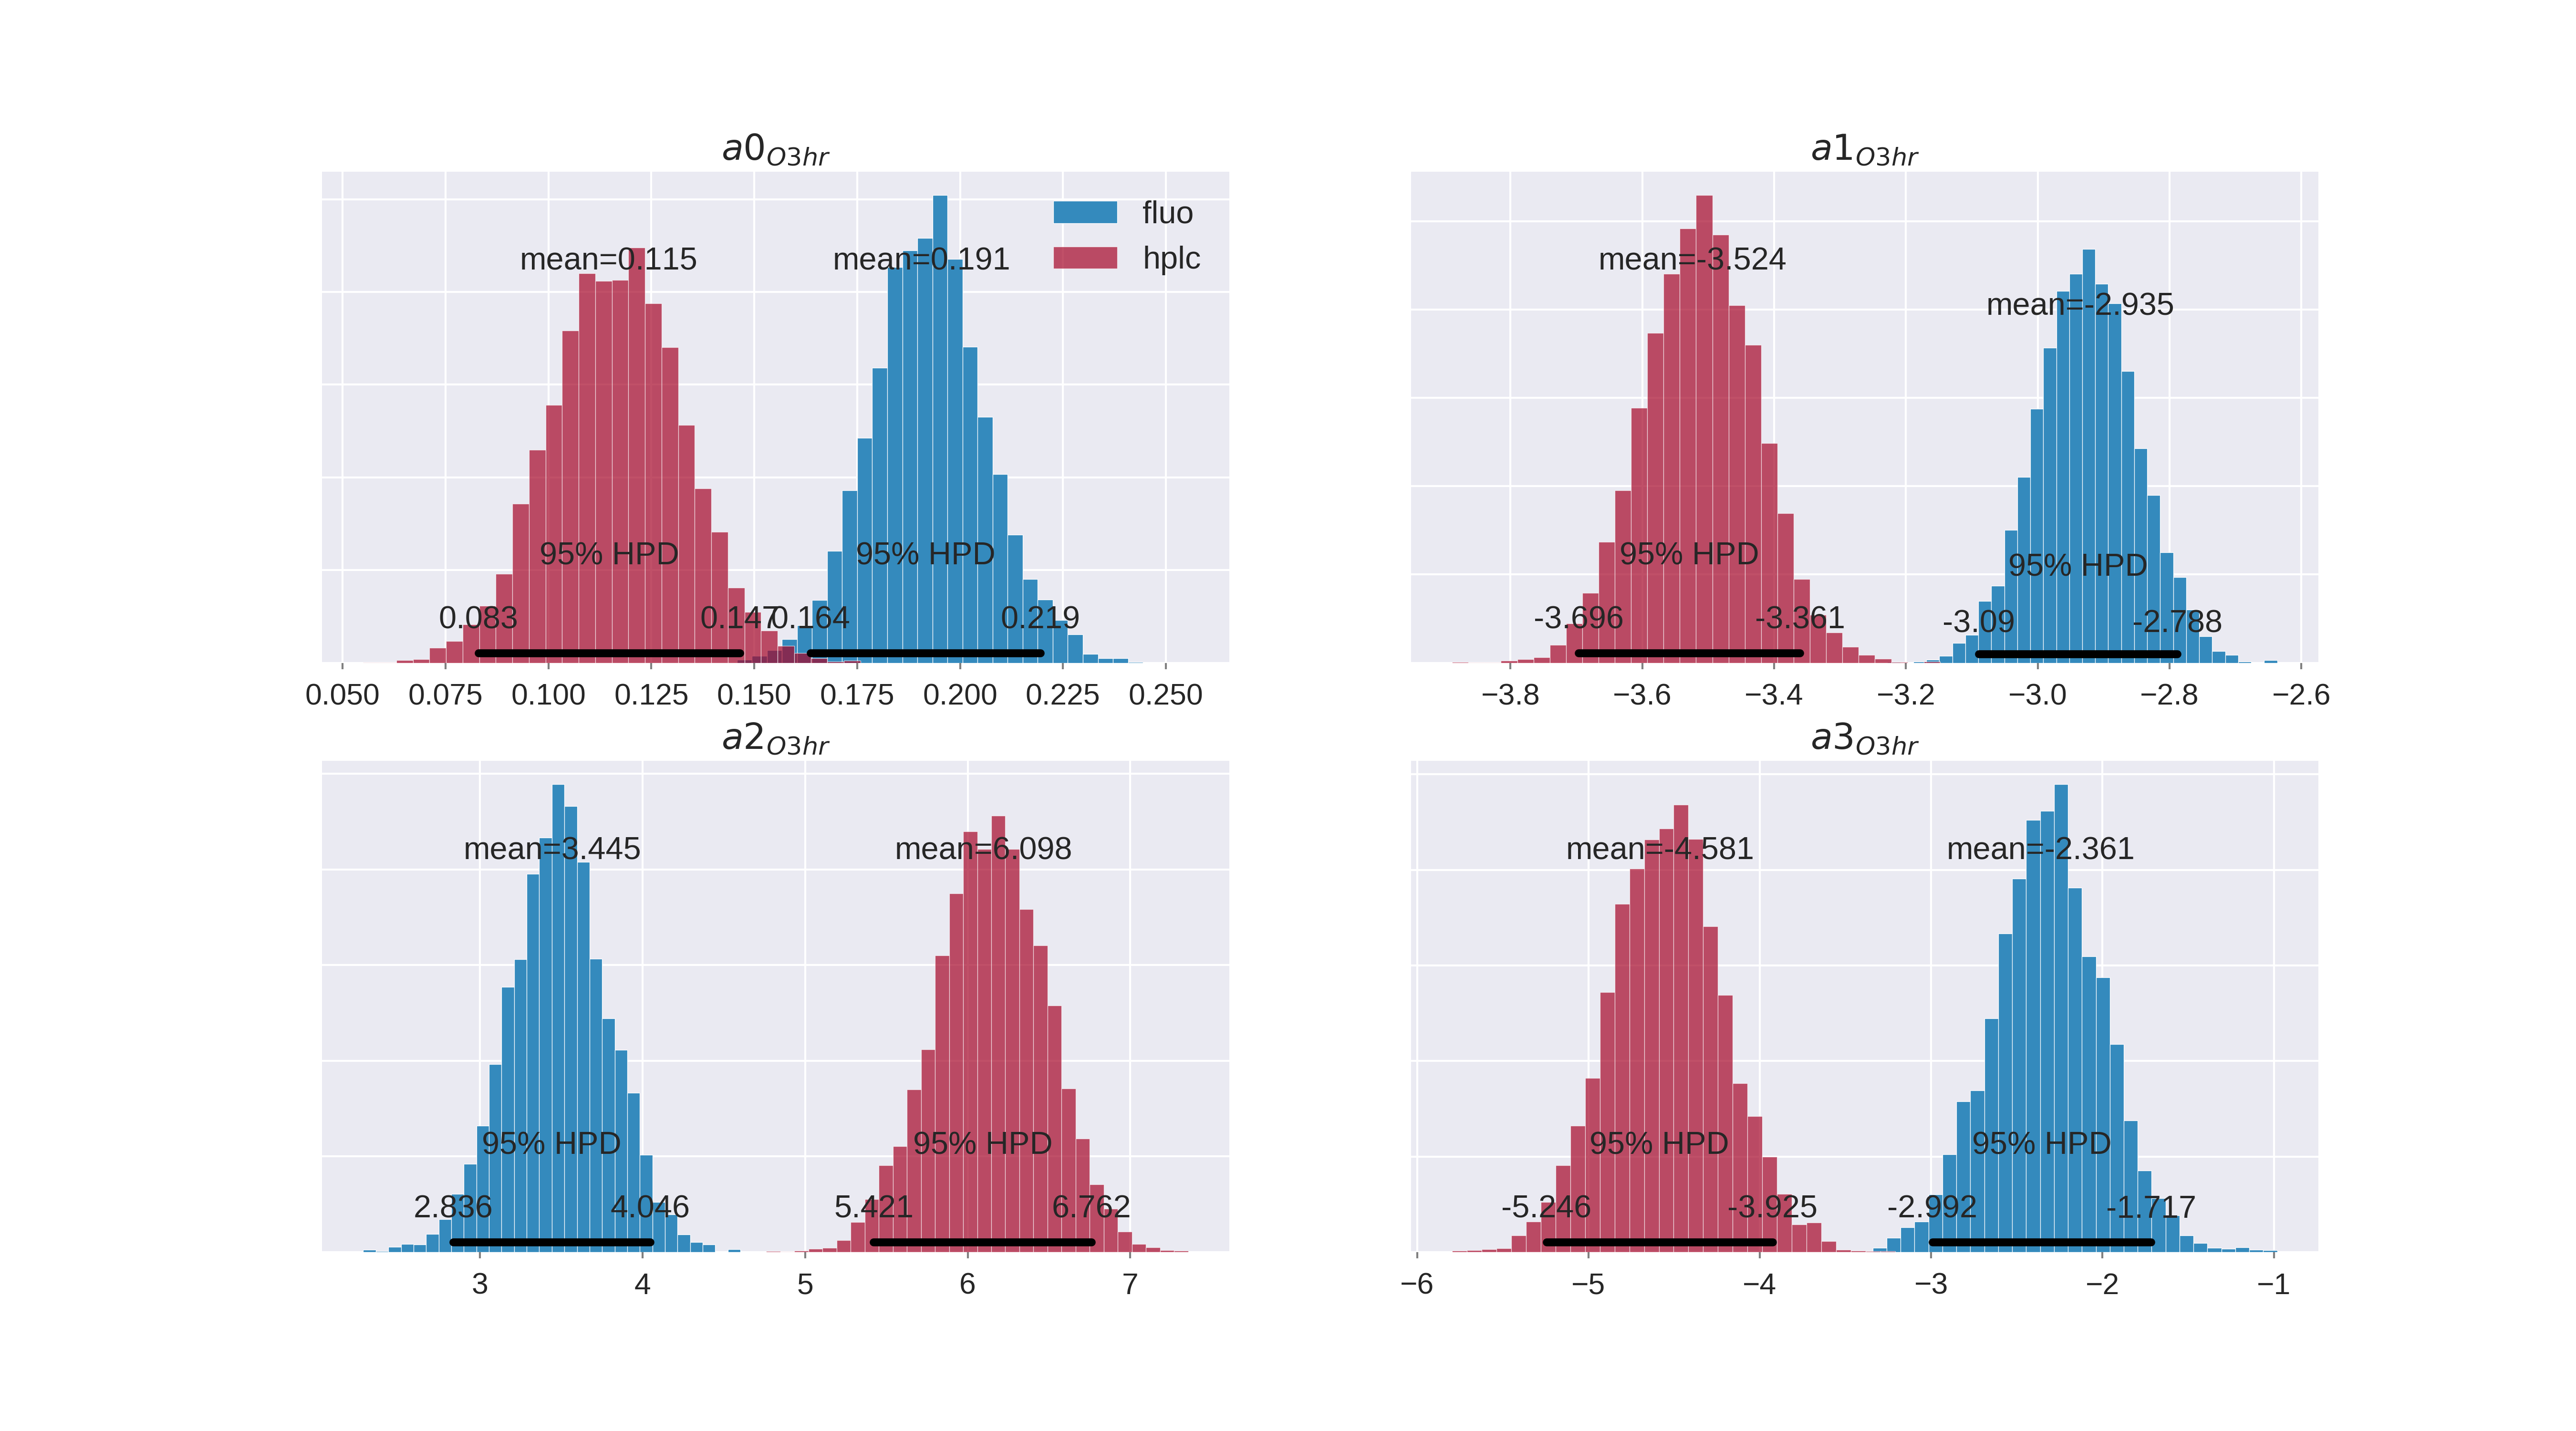 a0O3hr
fluo
hplc
mean=0.115
mean=0.191
95% HPD
95% HPD
0.083
0.147
0.164
0.219
0.050 0.075 0.100 0.125 0.150 0.175 0.200 0.225 0.250
a1O3hr
mean=-3.524
mean=-2.935
95% HPD
95% HPD
-3.696
-3.361
-3.09
-2.788
−3.8 −3.6 −3.4 −3.2 −3.0 −2.8 −2.6
a2O3hr
mean=3.445
mean=6.098
95% HPD
95% HPD
2.836
4.046
5.421
6.762
3 4 5 6 7
a3O3hr
mean=-4.581
mean=-2.361
95% HPD
95% HPD
-5.246
-3.925
-2.992
-1.717
−6 −5 −4 −3 −2 −1